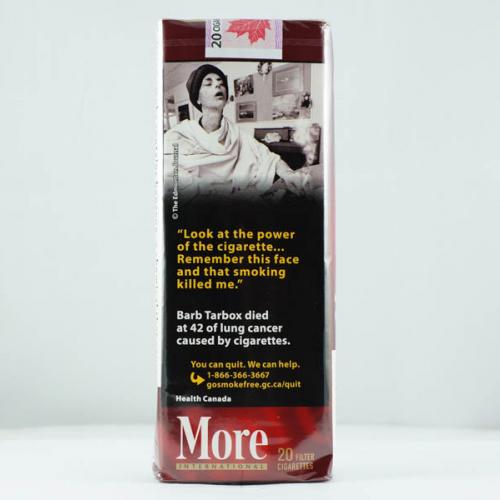 20 CIGA
© The Edmonton Journal
"Look at the power
of the cigarette...
Remember this face
and that smoking
killed me."
Barb Tarbox died
at 42 of lung cancer
caused by cigarettes.
You can quit. We can help.
1-866-366-3667
gosmokefree.gc.ca/quit
Health Canada
More
INTERNATIONAL
20 FILTER
CIGARETTES